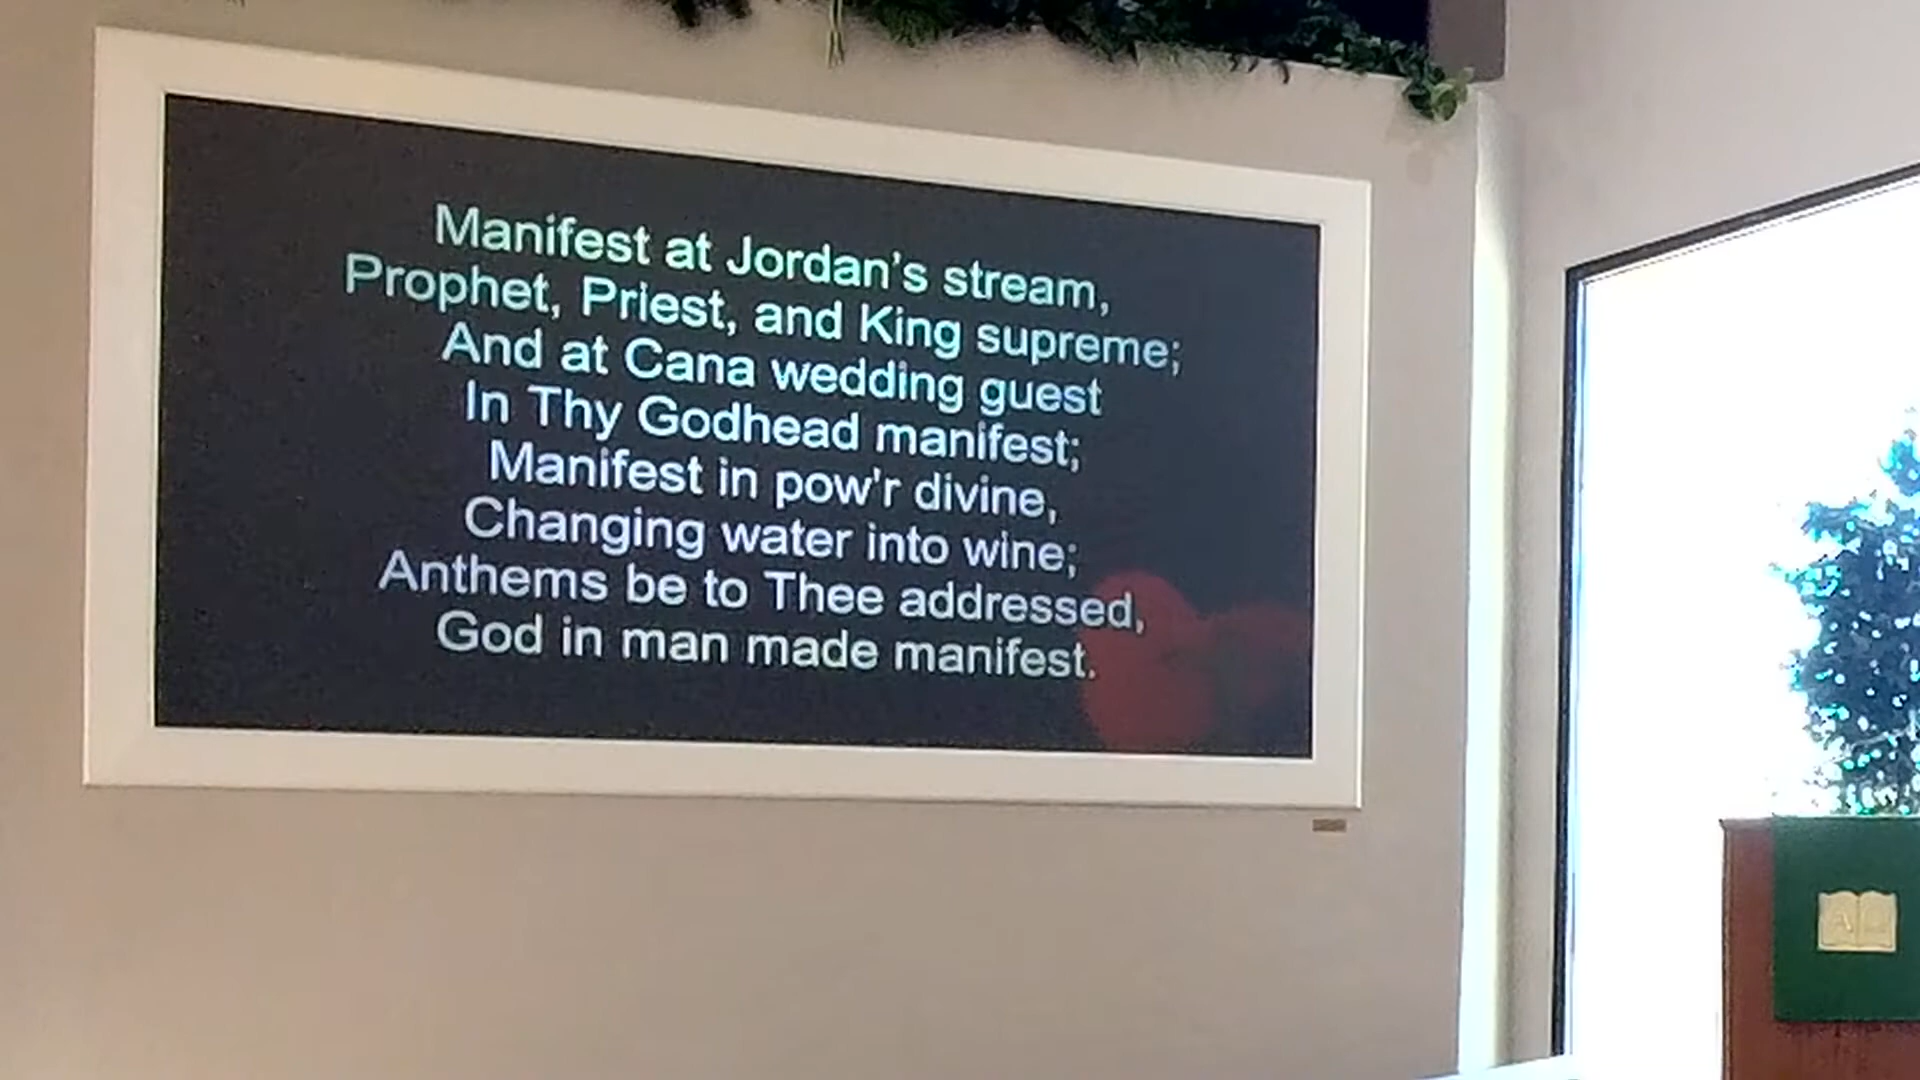 Manifest at Jordan's stream,
Prophet, Priest, and King supreme;
And at Cana wedding guest
In Thy Godhead manifest;
Manifest in pow'r divine,
Changing water into wine;
Anthems be to Thee addressed,
God in man made manifest.